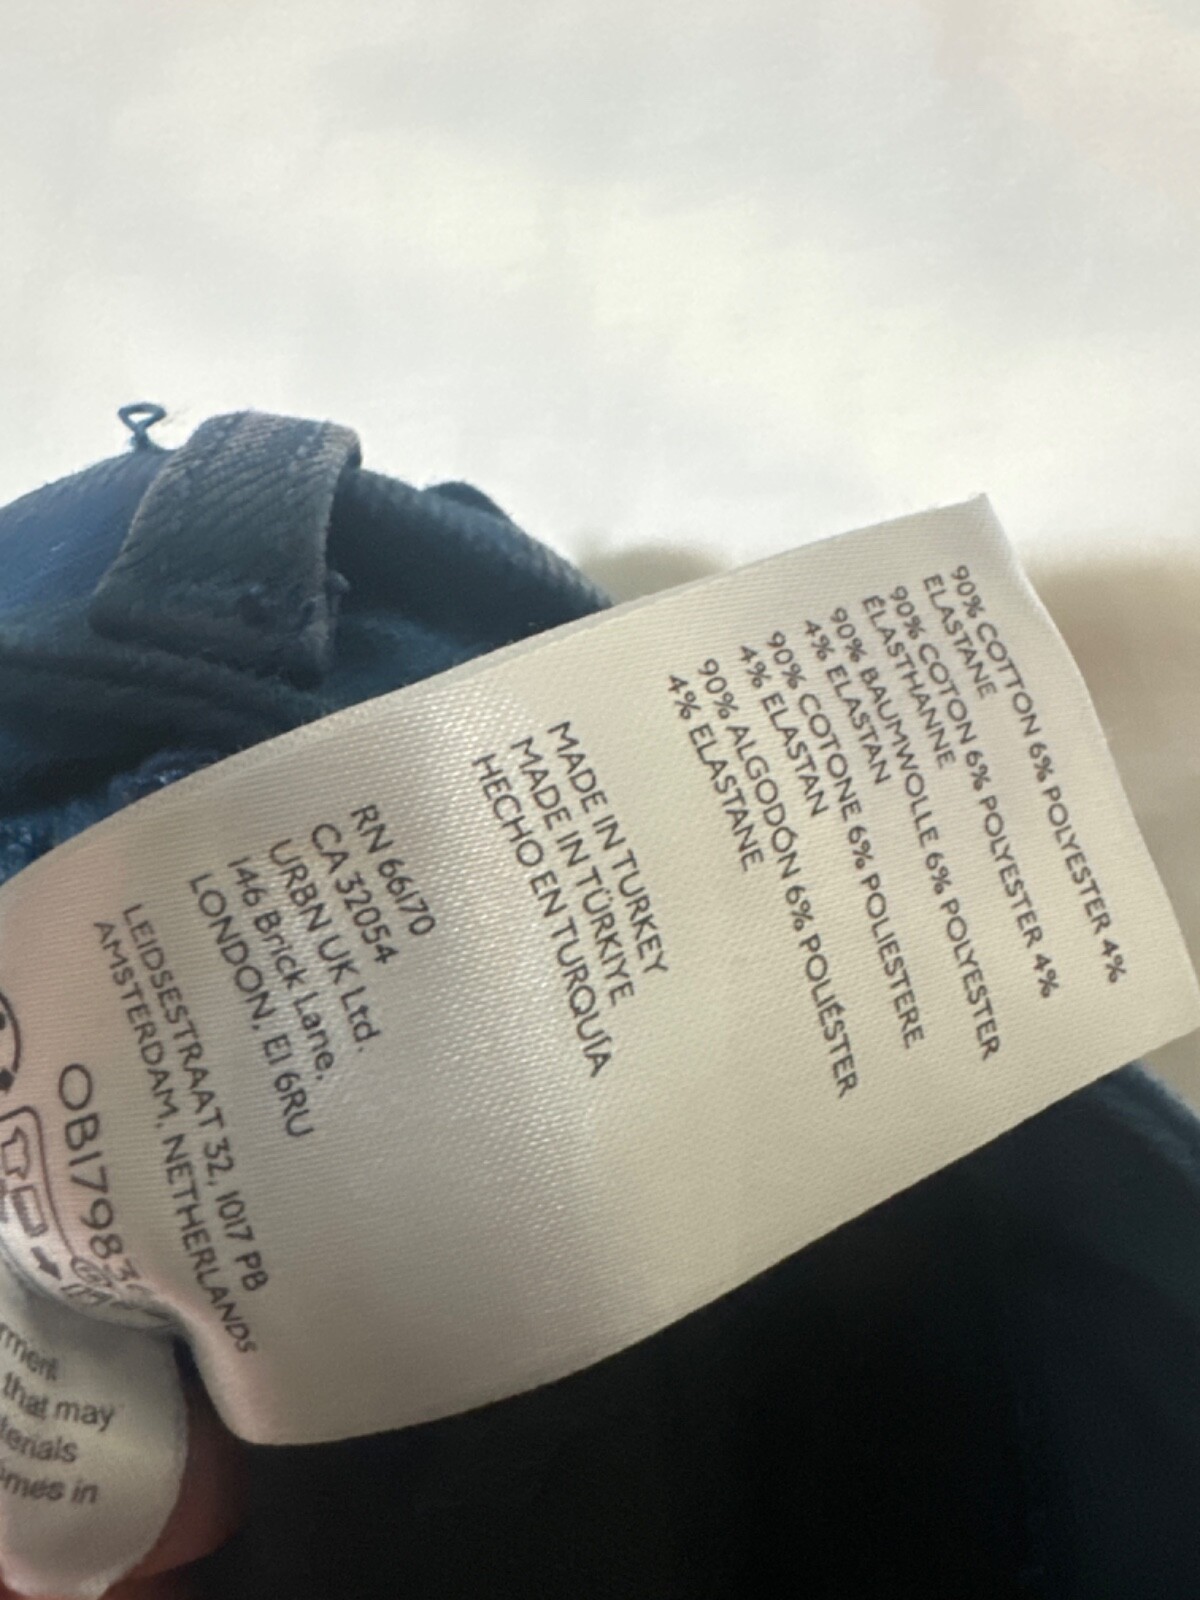 90% COTTON 6% POLYESTER 4%
ELASTANE
90% COTON 6% POLYESTER 4%
ÉLASTHANNE
90% BAUMWOLLE 6% POLYESTER
4% ELASTAN
90% COTONE 6% POLIESTERE
4% ELASTAN
90% ALGODÓN 6% POLIÉSTER
4% ELASTANE
MADE IN TURKEY
MADE IN TÜRKIYE
HECHO EN TURQUÍA
RN 66170
CA 32054
URBN UK Ltd.
146 Brick Lane,
LONDON, E1 6RU
LEIDSESTRAAT 32, 1017 PB
AMSTERDAM, NETHERLANDS
that may